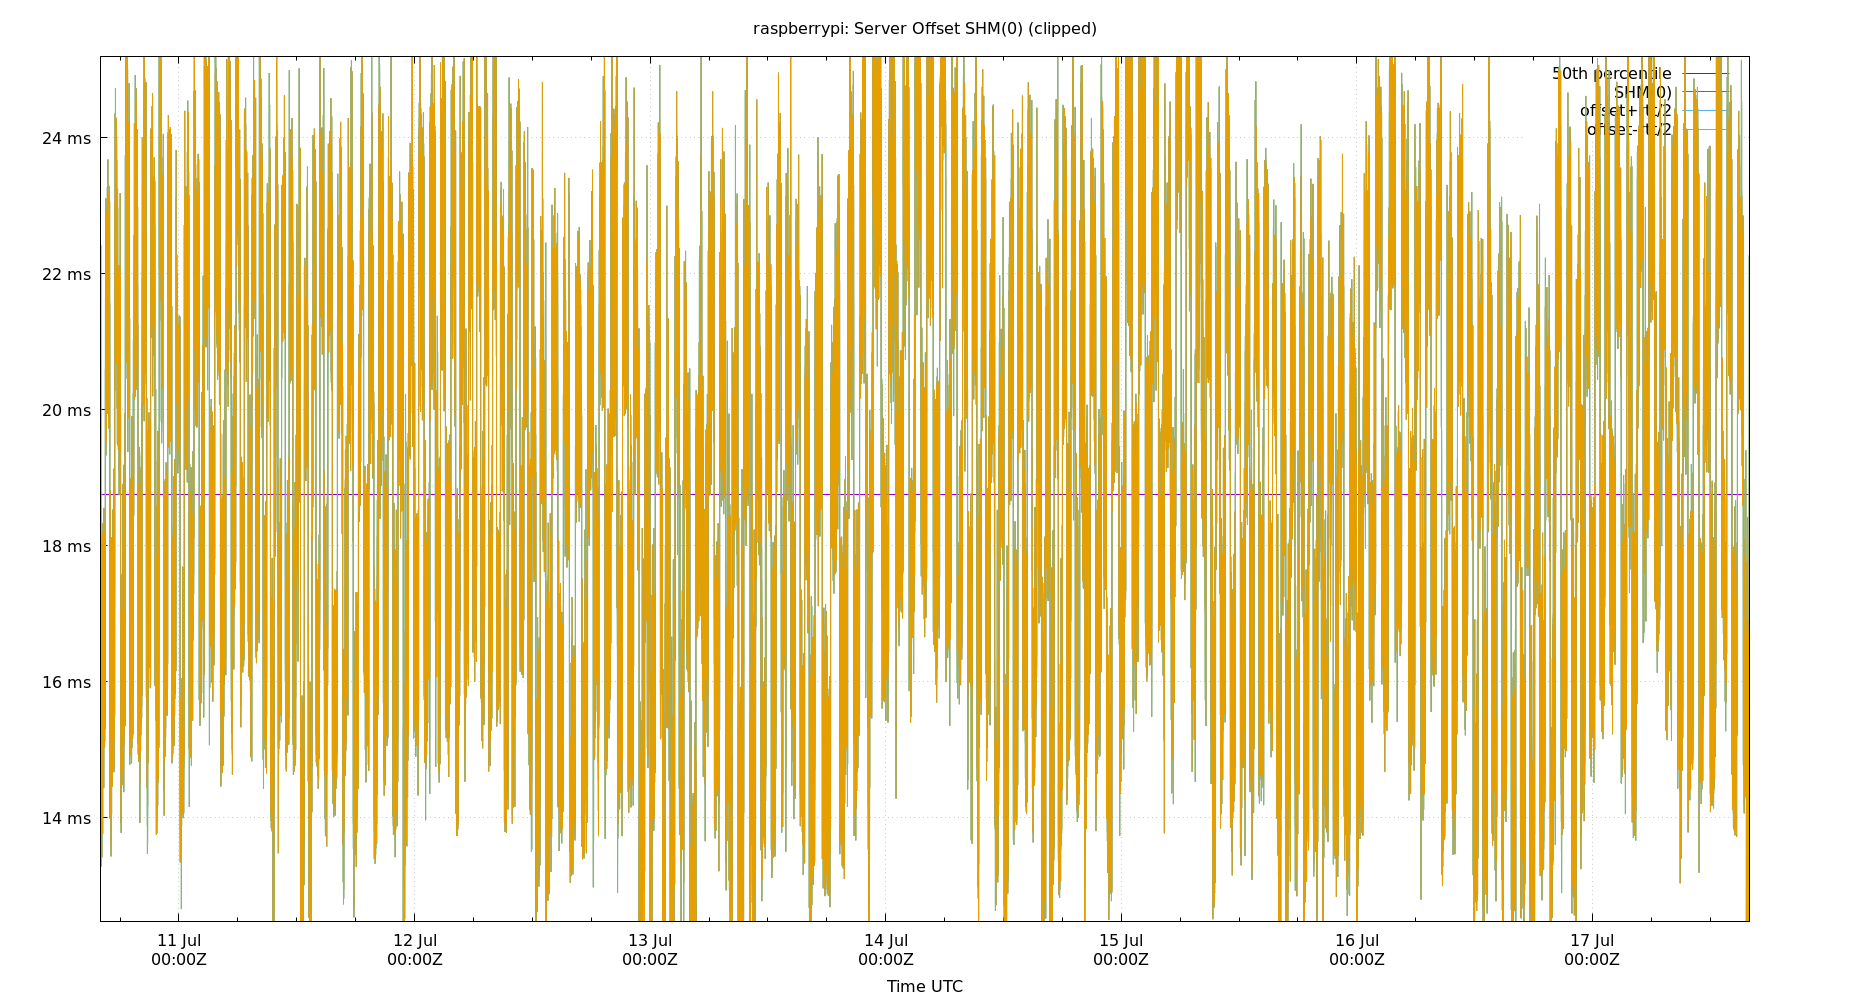 raspberrypi: Server Offset SHM(0) (clipped)
50th percentile
SHM(0)
offset+rtt/2
offset-rtt/2
24 ms
22 ms
20 ms
18 ms
16 ms
14 ms
11 Jul 12 Jul 13 Jul 14 Jul 15 Jul 16 Jul 17 Jul
00:00Z 00:00Z 00:00Z 00:00Z 00:00Z 00:00Z 00:00Z
Time UTC